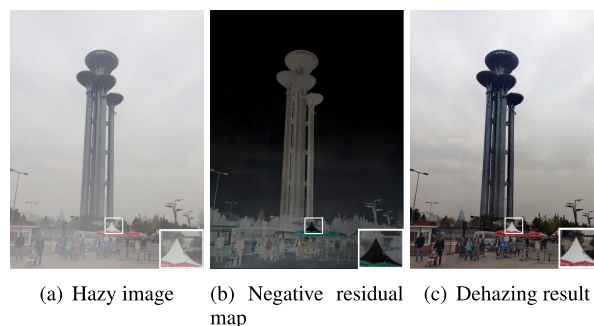 (a) Hazy image
(b) Negative residual
map
(c) Dehazing result